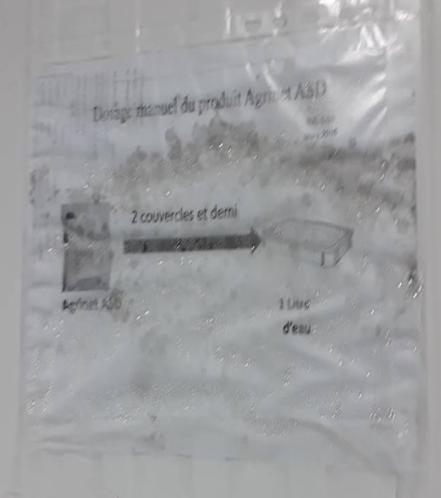 Dosage manuel du produit Agrinet ASD
2 couvercles et demi
Agrinet ASD
1 Litre
d'eau